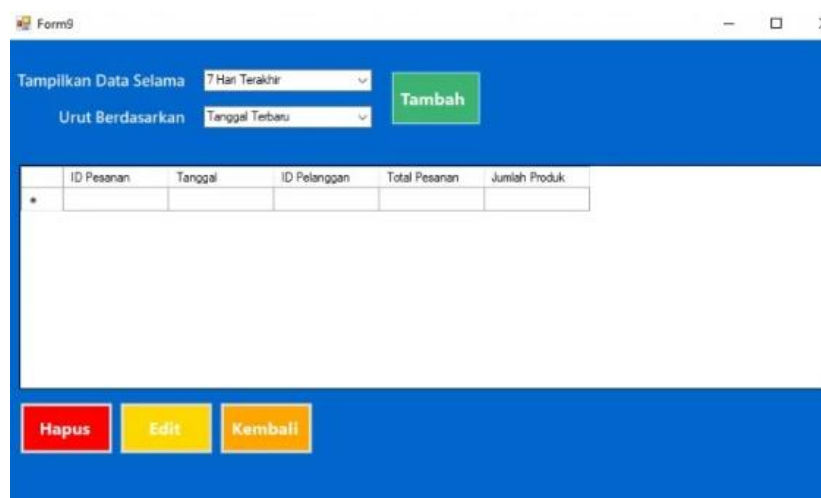 Form9
Tampilkan Data Selama 7 Hari Terakhir
Tambah
Urut Berdasarkan Tanggal Terbaru
ID Pesanan Tanggal ID Pelanggan Total Pesanan Jumlah Produk
Hapus Edit Kembali